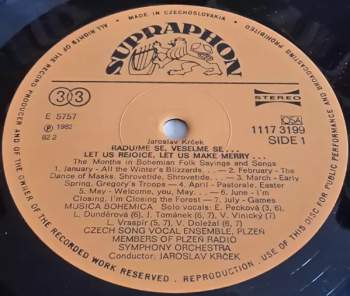 MADE IN CZECHOSLOVAKIA
ALL RIGHTS OF THE RECORD PRODUCER AND OF THE OWNER OF THE RECORDED WORK RESERVED . REPRODUCTION . USE OF THIS DISC FOR PUBLIC PERFORMANCE AND BROADCASTING PROHIBITED
SUPRAPHON
33
STEREO
E 5757
℗ 1982
82 2
Jaroslav Krček
1117 3199
SIDE 1
RADUJME SE, VESELME SE...
LET US REJOICE, LET US MAKE MERRY...
The Months in Bohemian Folk Sayings and Songs
1. January - All the Winter's Blizzards... 2. February - The
Dance of Masks, Shrovetide, Shrovetide... 3. March - Early
Spring, Gregory's Troops - 4. April - Pastorale, Easter
5. May - Welcome, you May... - 6. June - I'm
Closing, I'm Closing the Forest - 7. July - Games
MUSICA BOHEMICA Solo vocals: E. Pecková (3, 6)
L. Dunděrová (6) J. Tománek (6, 7) V. Vinický (7)
L. Vraspír (5, 7) V. Doležal (6, 7)
CZECH SONG VOCAL ENSEMBLE, PLZEŇ
MEMBERS OF PLZEŇ RADIO
SYMPHONY ORCHESTRA
Conductor: JAROSLAV KRČEK